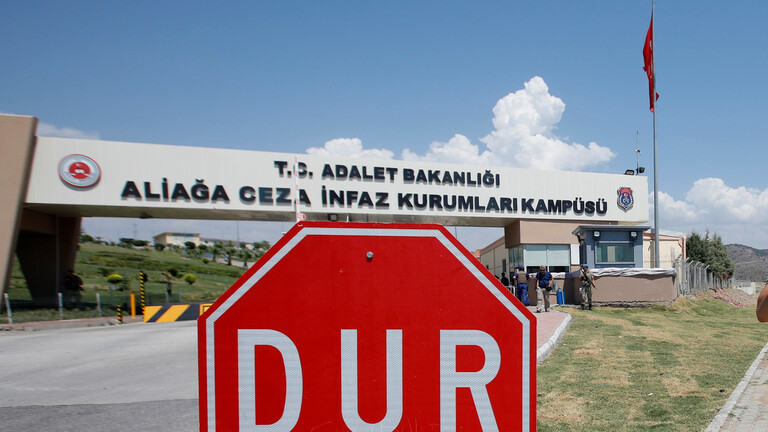 T.C. ADALET BAKANLIĞI
ALİAĞA CEZA İNFAZ KURUMLARI KAMPÜSÜ
DUR